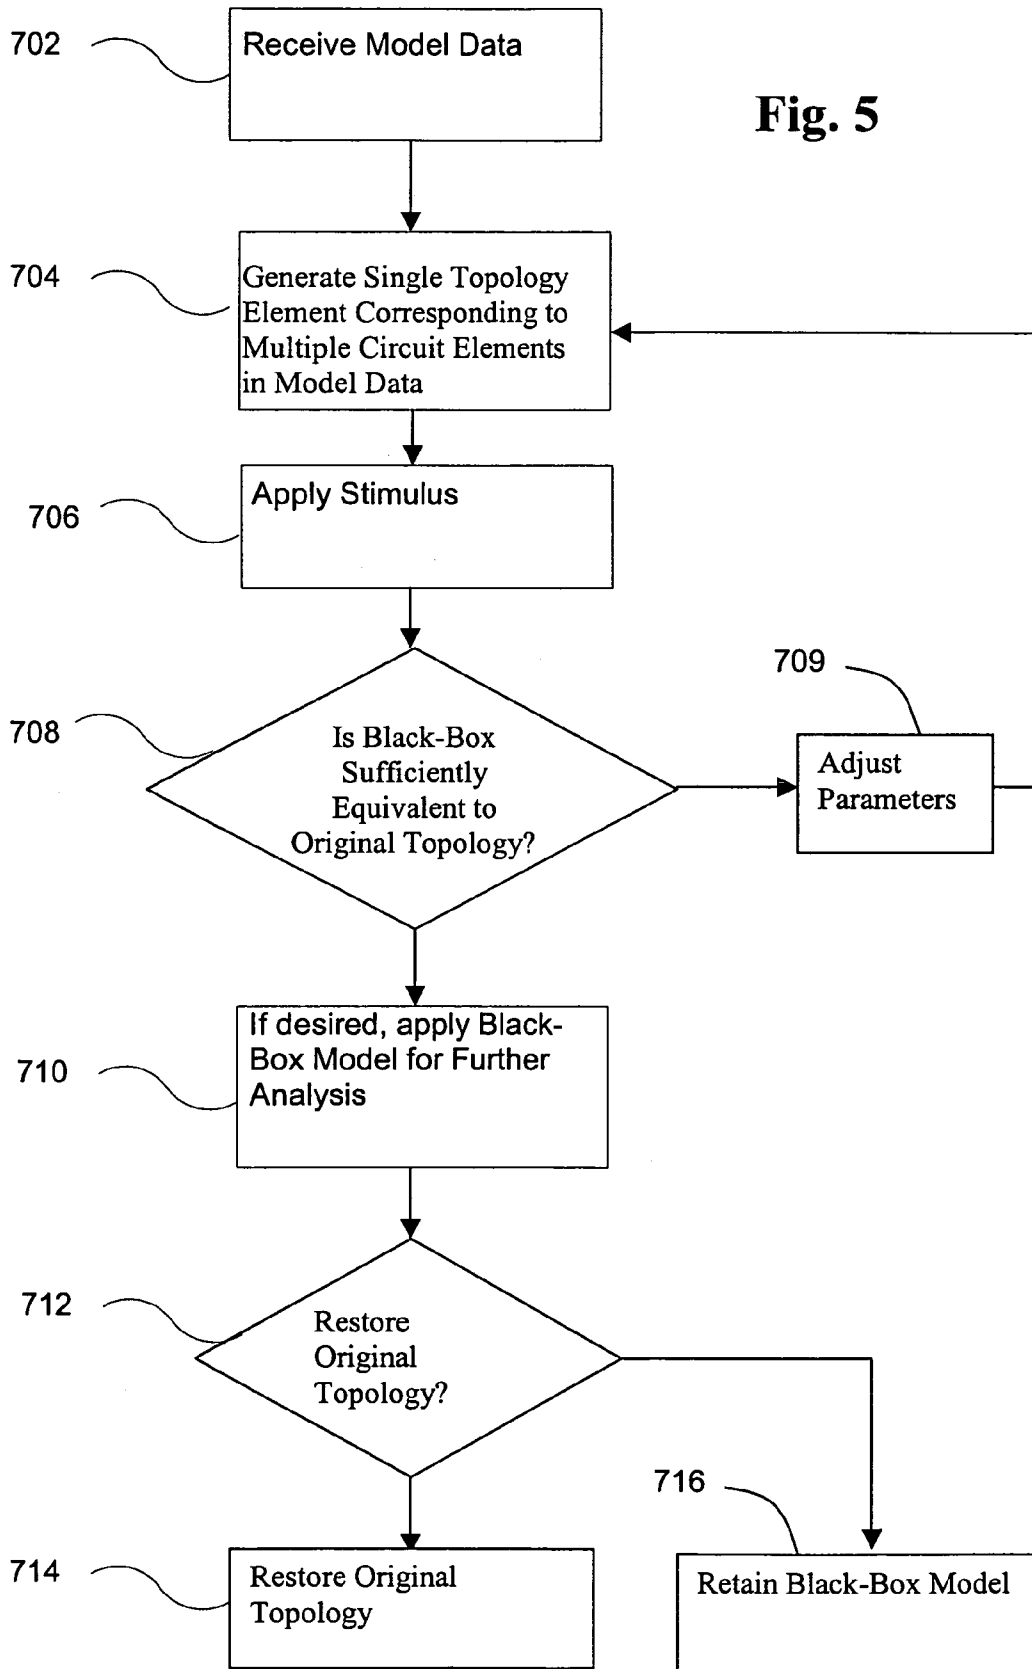 702
Receive Model Data
Fig. 5
704
Generate Single Topology
Element Corresponding to
Multiple Circuit Elements
in Model Data
706
Apply Stimulus
708
Is Black-Box
Sufficiently
Equivalent to
Original Topology?
709
Adjust
Parameters
710
If desired, apply Black-
Box Model for Further
Analysis
712
Restore
Original
Topology?
714
Restore Original
Topology
716
Retain Black-Box Model